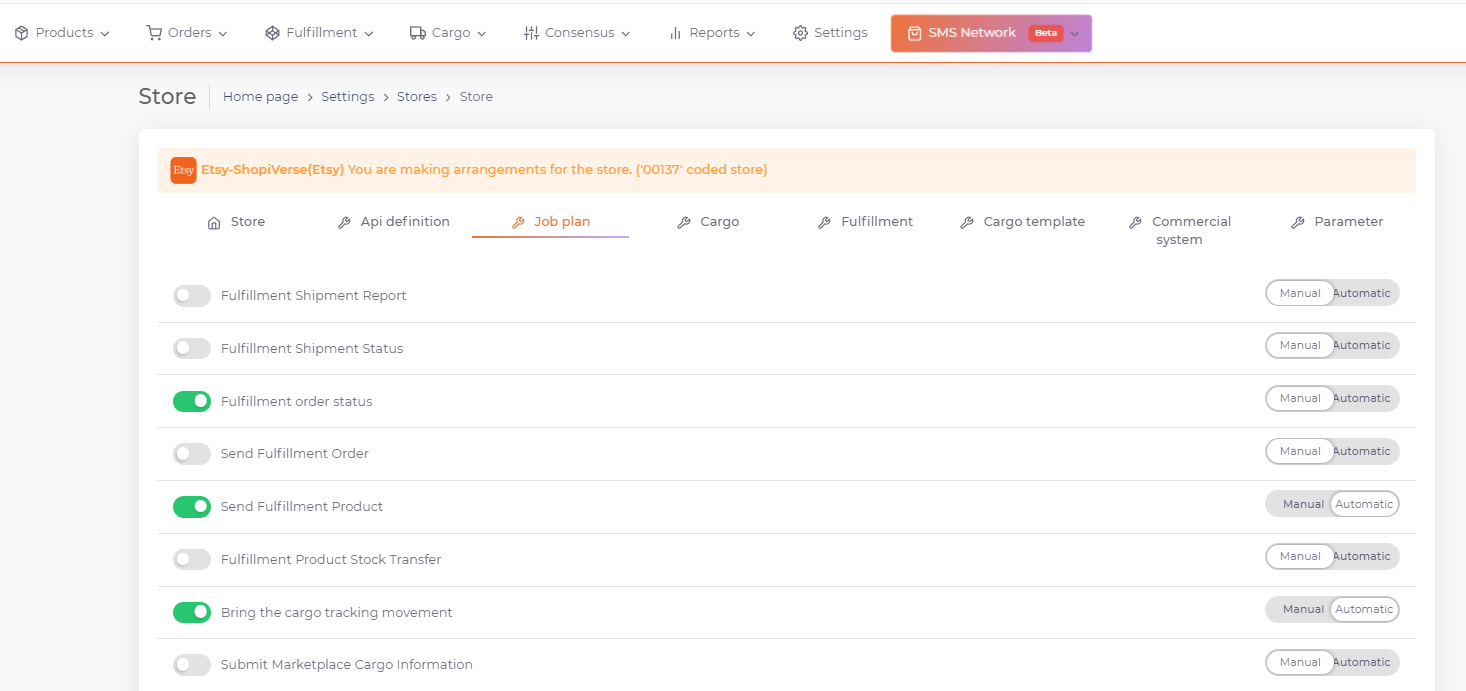 Products Orders Fulfillment Cargo Consensus Reports Settings SMS Network Beta
Store Home page Settings Stores Store
Etsy Etsy-ShopiVerse(Etsy) You are making arrangements for the store. ('00137' coded store)
Store Api definition Job plan Cargo Fulfillment Cargo template Commercial system Parameter
Fulfillment Shipment Report Manual Automatic
Fulfillment Shipment Status Manual Automatic
Fulfillment order status Manual Automatic
Send Fulfillment Order Manual Automatic
Send Fulfillment Product Manual Automatic
Fulfillment Product Stock Transfer Manual Automatic
Bring the cargo tracking movement Manual Automatic
Submit Marketplace Cargo Information Manual Automatic